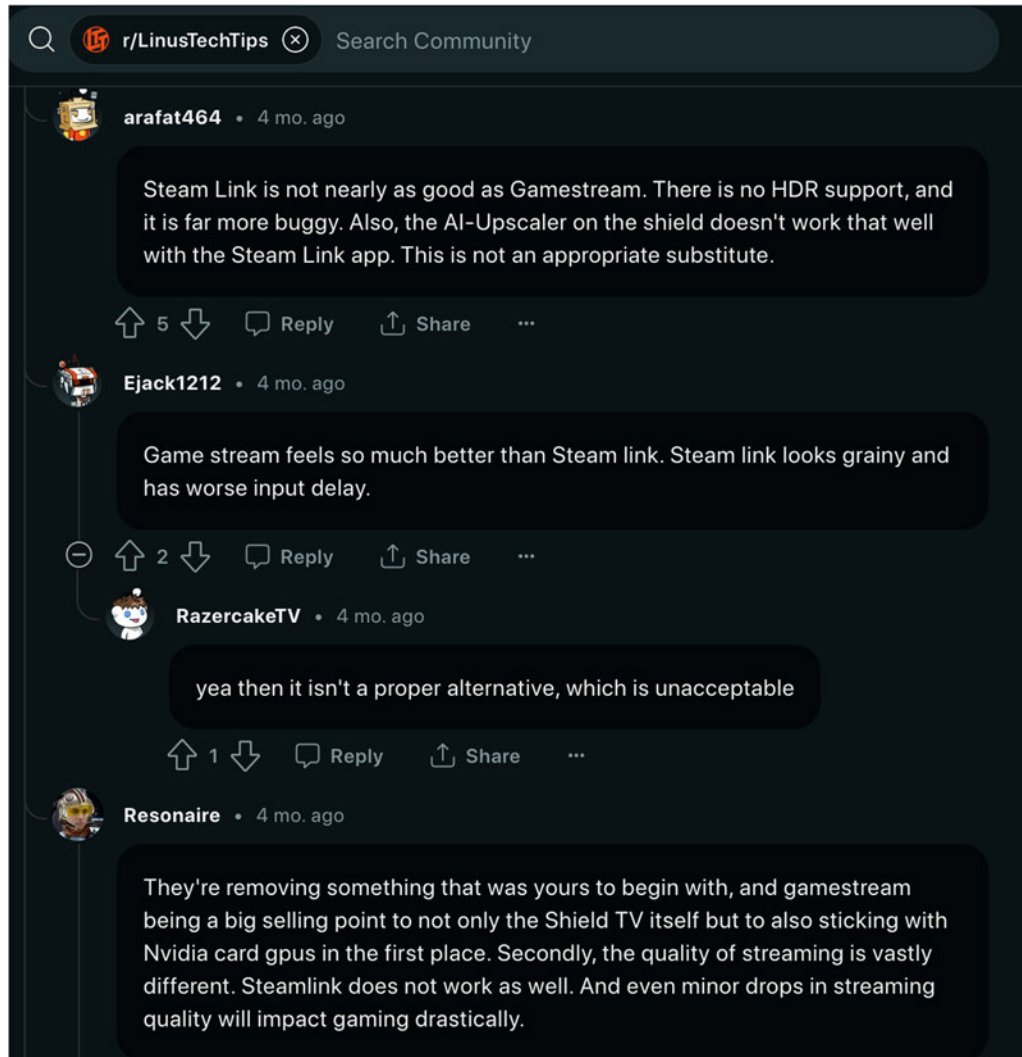 r/LinusTechTips Search Community
arafat464 • 4 mo. ago
Steam Link is not nearly as good as Gamestream. There is no HDR support, and
it is far more buggy. Also, the AI-Upscaler on the shield doesn't work that well
with the Steam Link app. This is not an appropriate substitute.
5 Reply Share ...
Ejack1212 • 4 mo. ago
Game stream feels so much better than Steam link. Steam link looks grainy and
has worse input delay.
2 Reply Share ...
RazercakeTV • 4 mo. ago
yea then it isn't a proper alternative, which is unacceptable
1 Reply Share ...
Resonaire • 4 mo. ago
They're removing something that was yours to begin with, and gamestream
being a big selling point to not only the Shield TV itself but to also sticking with
Nvidia card gpus in the first place. Secondly, the quality of streaming is vastly
different. Steamlink does not work as well. And even minor drops in streaming
quality will impact gaming drastically.